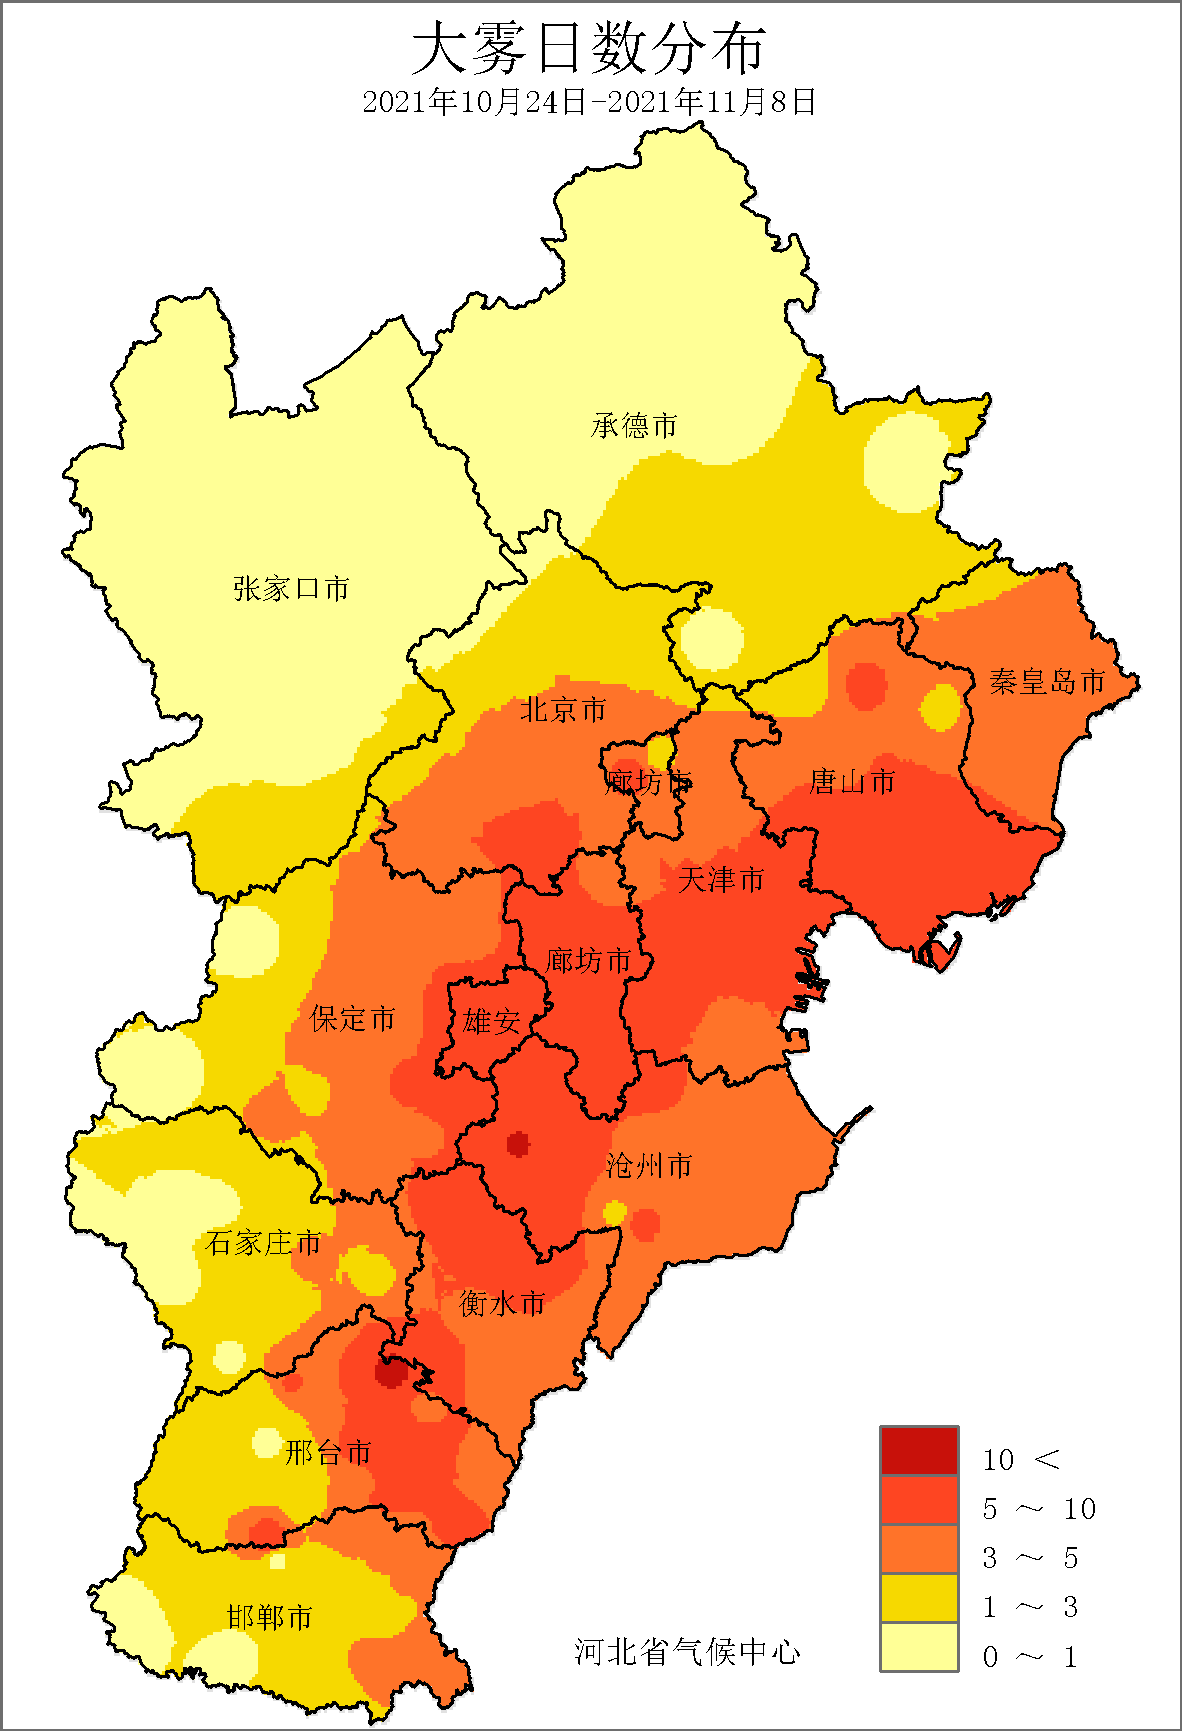 大雾日数分布
2021年10月24日-2021年11月8日
承德市
张家口市
秦皇岛市
北京市
廊坊市
唐山市
天津市
廊坊市
保定市
雄安
沧州市
石家庄市
衡水市
邢台市
邯郸市
河北省气候中心
10 <
5 ~ 10
3 ~ 5
1 ~ 3
0 ~ 1